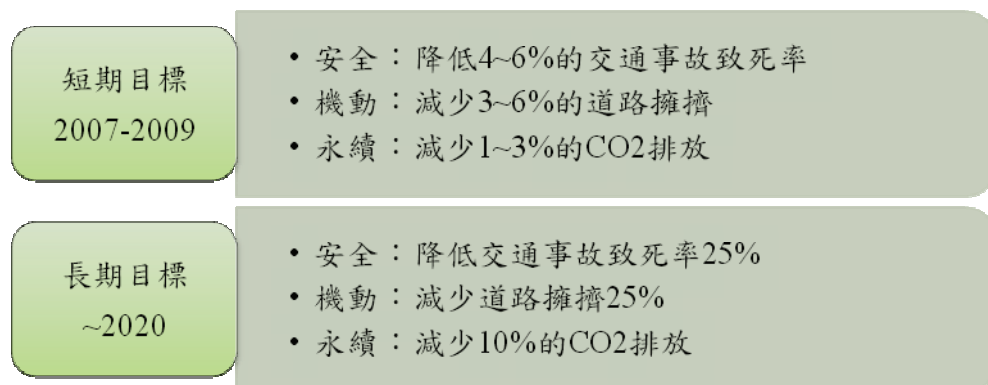 短期目標
2007-2009
• 安全：降低4~6%的交通事故致死率
• 機動：減少3~6%的道路擁擠
• 永續：減少1~3%的CO2排放
長期目標
~2020
• 安全：降低交通事故致死率25%
• 機動：減少道路擁擠25%
• 永續：減少10%的CO2排放